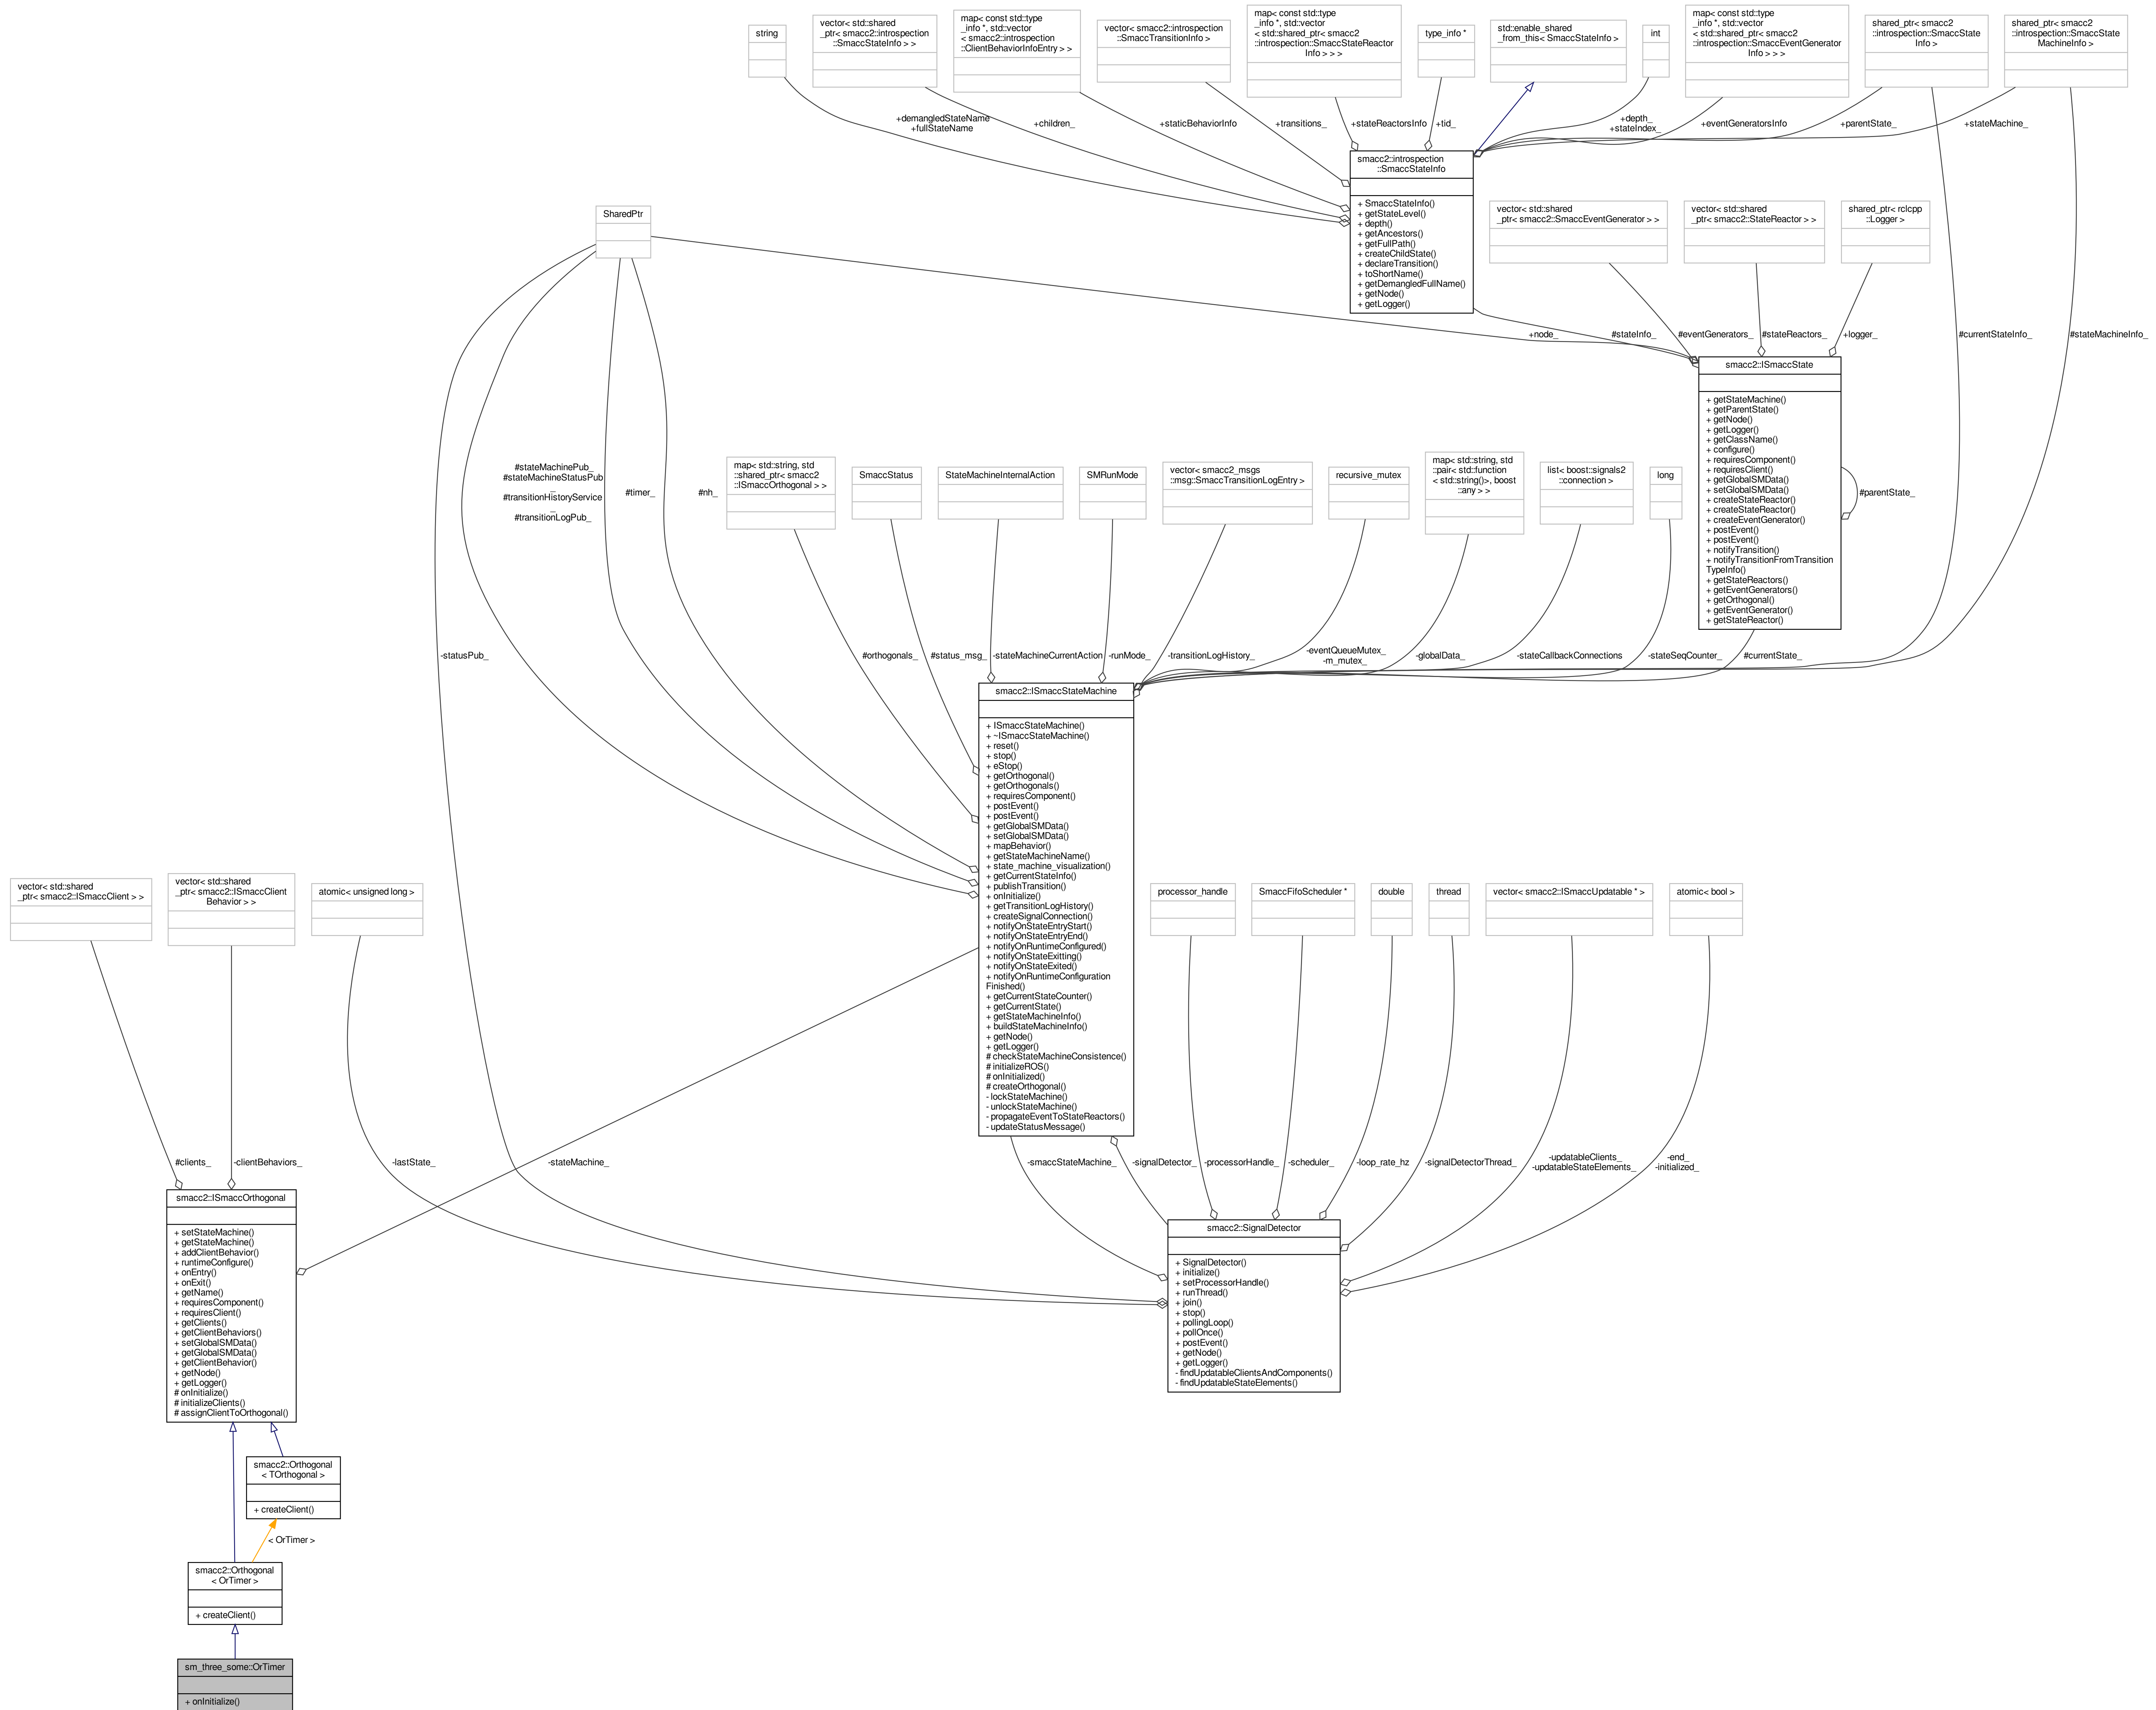 string
vector< std::shared
_ptr< smacc2::introspection
::SmaccStateInfo > >
map< const std::type
_info *, std::vector
< smacc2::introspection
::ClientBehaviorInfoEntry > >
vector< smacc2::introspection
::SmaccTransitionInfo >
map< const std::type
_info *, std::vector
< std::shared_ptr< smacc2
::introspection::SmaccStateReactor
Info > > >
type_info *
std::enable_shared
_from_this< SmaccStateInfo >
int
map< const std::type
_info *, std::vector
< std::shared_ptr< smacc2
::introspection::SmaccEventGenerator
Info > > >
shared_ptr< smacc2
::introspection::SmaccState
Info >
shared_ptr< smacc2
::introspection::SmaccState
MachineInfo >
+demangledStateName
+fullStateName
+children_
+staticBehaviorInfo
+transitions_
+stateReactorsInfo
+tid_
+depth_
+stateIndex_
+eventGeneratorsInfo
+parentState_
+stateMachine_
smacc2::introspection
::SmaccStateInfo
+ SmaccStateInfo()
+ getStateLevel()
+ depth()
+ getAncestors()
+ getFullPath()
+ createChildState()
+ declareTransition()
+ toShortName()
+ getDemangledFullName()
+ getNode()
+ getLogger()
SharedPtr
vector< std::shared
_ptr< smacc2::SmaccEventGenerator > >
vector< std::shared
_ptr< smacc2::StateReactor > >
shared_ptr< rclcpp
::Logger >
+node_
#stateInfo_
#eventGenerators_
#stateReactors_
+logger_
#currentStateInfo_
#stateMachineInfo_
smacc2::ISmaccState
+ getStateMachine()
+ getParentState()
+ getNode()
+ getLogger()
+ getClassName()
+ configure()
+ requiresComponent()
+ requiresClient()
+ getGlobalSMData()
+ setGlobalSMData()
+ createStateReactor()
+ createStateReactor()
+ createEventGenerator()
+ postEvent()
+ postEvent()
+ notifyTransition()
+ notifyTransitionFromTransition
TypeInfo()
+ getStateReactors()
+ getEventGenerators()
+ getOrthogonal()
+ getEventGenerator()
+ getStateReactor()
#parentState_
#stateMachinePub_
#stateMachineStatusPub
_
#transitionHistoryService
_
#transitionLogPub_
#timer_
#nh_
map< std::string, std
::shared_ptr< smacc2
::ISmaccOrthogonal > >
SmaccStatus
StateMachineInternalAction
SMRunMode
vector< smacc2_msgs
::msg::SmaccTransitionLogEntry >
recursive_mutex
map< std::string, std
::pair< std::function
< std::string()>, boost
::any > >
list< boost::signals2
::connection >
long
-statusPub_
#orthogonals_
#status_msg_
-stateMachineCurrentAction
-runMode_
-transitionLogHistory_
-eventQueueMutex_
-m_mutex_
-globalData_
-stateCallbackConnections
-stateSeqCounter_
#currentState_
smacc2::ISmaccStateMachine
+ ISmaccStateMachine()
+ ~ISmaccStateMachine()
+ reset()
+ stop()
+ eStop()
+ getOrthogonal()
+ getOrthogonals()
+ requiresComponent()
+ postEvent()
+ postEvent()
+ getGlobalSMData()
+ setGlobalSMData()
+ mapBehavior()
+ getStateMachineName()
+ state_machine_visualization()
+ getCurrentStateInfo()
+ publishTransition()
+ onInitialize()
+ getTransitionLogHistory()
+ createSignalConnection()
+ notifyOnStateEntryStart()
+ notifyOnStateEntryEnd()
+ notifyOnRuntimeConfigured()
+ notifyOnStateExitting()
+ notifyOnStateExited()
+ notifyOnRuntimeConfiguration
Finished()
+ getCurrentStateCounter()
+ getCurrentState()
+ getStateMachineInfo()
+ buildStateMachineInfo()
+ getNode()
+ getLogger()
# checkStateMachineConsistence()
# initializeROS()
# onInitialized()
# createOrthogonal()
- lockStateMachine()
- unlockStateMachine()
- propagateEventToStateReactors()
- updateStatusMessage()
vector< std::shared
_ptr< smacc2::ISmaccClient > >
vector< std::shared
_ptr< smacc2::ISmaccClient
Behavior > >
atomic< unsigned long >
processor_handle
SmaccFifoScheduler *
double
thread
vector< smacc2::ISmaccUpdatable * >
atomic< bool >
#clients_
-clientBehaviors_
-lastState_
-stateMachine_
-smaccStateMachine_
-signalDetector_
-processorHandle_
-scheduler_
-loop_rate_hz
-signalDetectorThread_
-updatableClients_
-updatableStateElements_
-end_
-initialized_
smacc2::ISmaccOrthogonal
+ setStateMachine()
+ getStateMachine()
+ addClientBehavior()
+ runtimeConfigure()
+ onEntry()
+ onExit()
+ getName()
+ requiresComponent()
+ requiresClient()
+ getClients()
+ getClientBehaviors()
+ setGlobalSMData()
+ getGlobalSMData()
+ getClientBehavior()
+ getNode()
+ getLogger()
# onInitialize()
# initializeClients()
# assignClientToOrthogonal()
smacc2::SignalDetector
+ SignalDetector()
+ initialize()
+ setProcessorHandle()
+ runThread()
+ join()
+ stop()
+ pollingLoop()
+ pollOnce()
+ postEvent()
+ getNode()
+ getLogger()
- findUpdatableClientsAndComponents()
- findUpdatableStateElements()
smacc2::Orthogonal
< TOrthogonal >
+ createClient()
< OrTimer >
smacc2::Orthogonal
< OrTimer >
+ createClient()
sm_three_some::OrTimer
+ onInitialize()